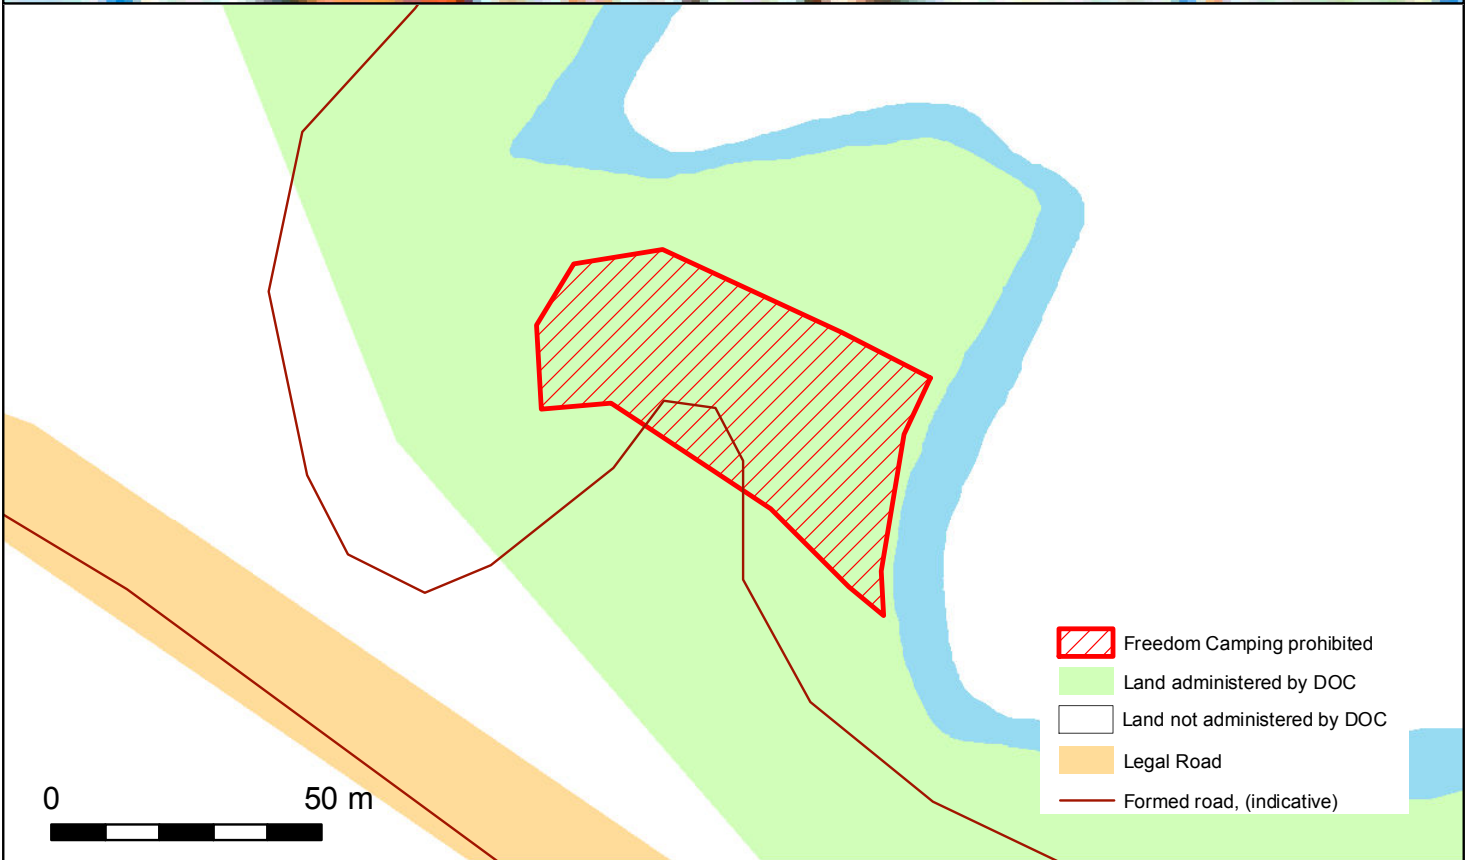 Freedom Camping prohibited
Land administered by DOC
Land not administered by DOC
Legal Road
Formed road, (indicative)
0 50 m